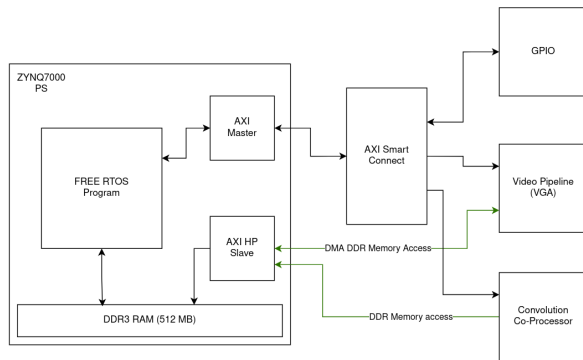 GPIO
ZYNQ7000
PS
AXI
Master
AXI Smart
Connect
FREE RTOS
Program
Video Pipeline
(VGA)
AXI HP
Slave
DMA DDR Memory Access
DDR3 RAM (512 MB)
DDR Memory access
Convolution
Co-Processor